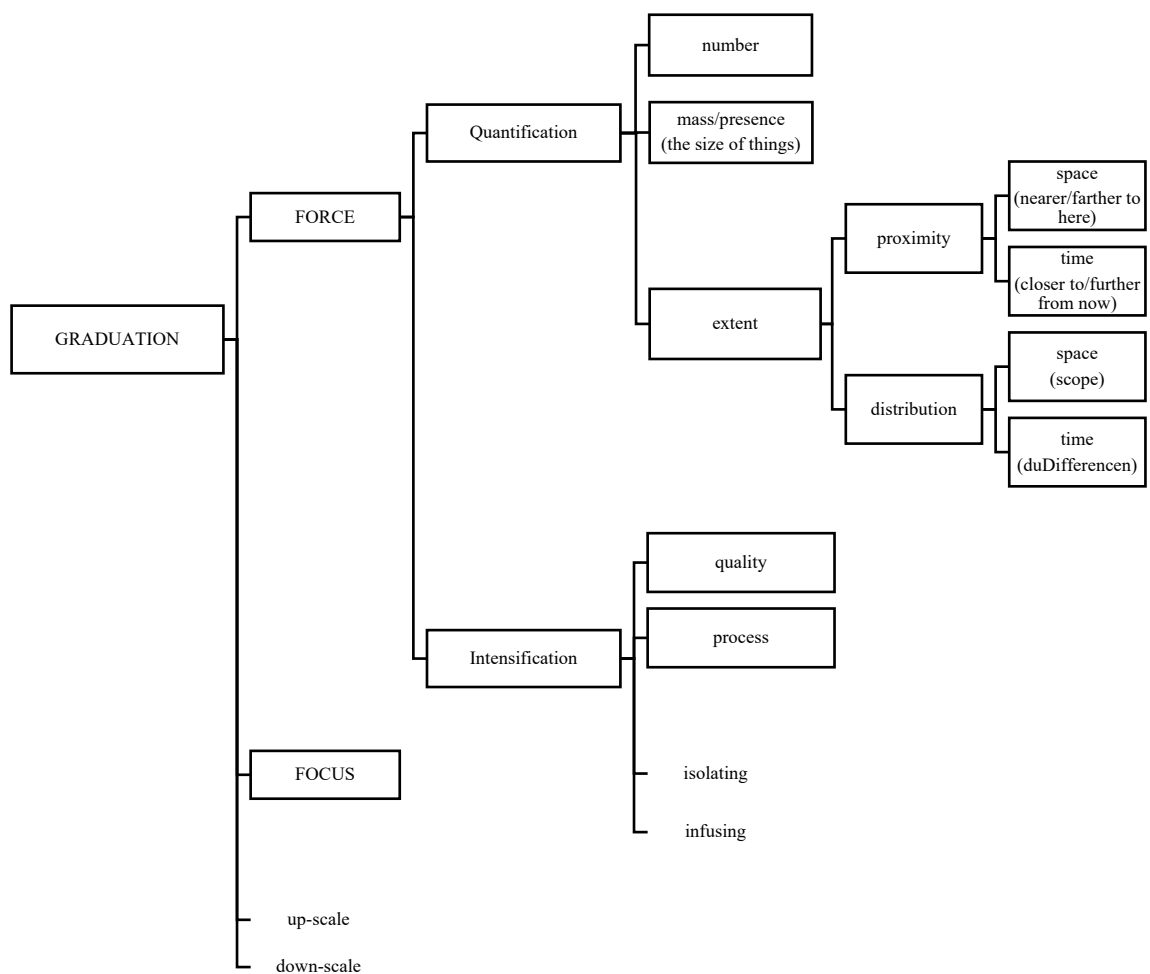 number
Quantification
mass/presence
(the size of things)
FORCE
space
(nearer/farther to
here)
proximity
time
(closer to/further
from now)
GRADUATION
extent
space
(scope)
distribution
time
(duDifferencen)
quality
Intensification
process
FOCUS
isolating
infusing
up-scale
down-scale